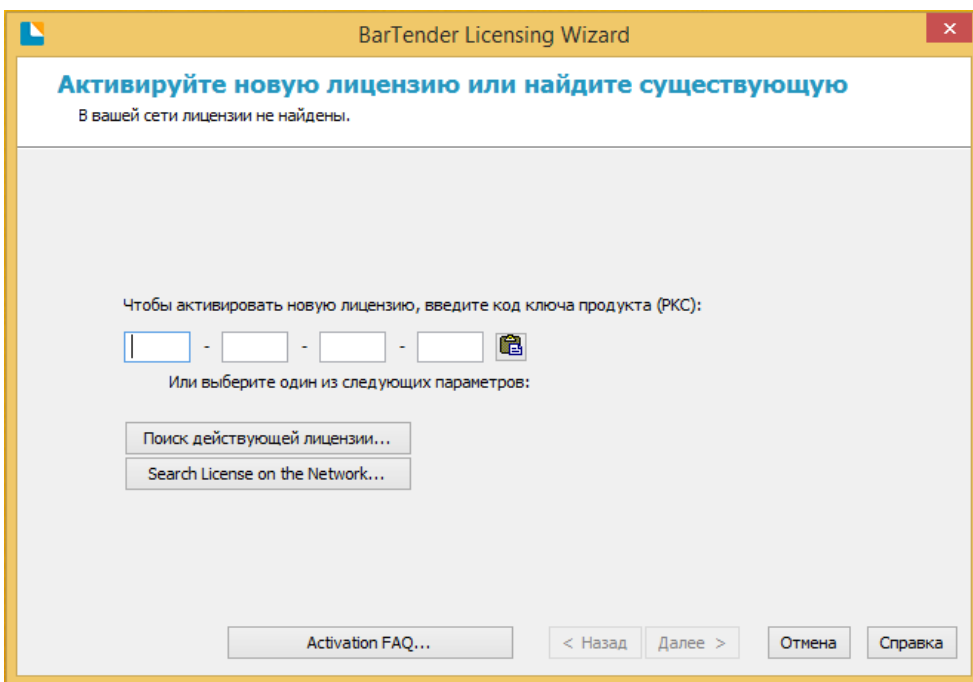 BarTender Licensing Wizard
Активируйте новую лицензию или найдите существующую
В вашей сети лицензии не найдены.
Чтобы активировать новую лицензию, введите код ключа продукта (PKC):
- - -
Или выберите один из следующих параметров:
Поиск действующей лицензии...
Search License on the Network...
Activation FAQ... < Назад Далее > Отмена Справка